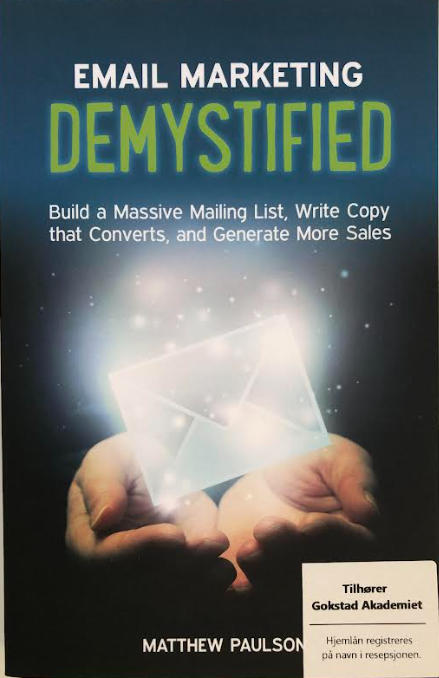 EMAIL MARKETING
DEMYSTIFIED
Build a Massive Mailing List, Write Copy
that Converts, and Generate More Sales
MATTHEW PAULSON
Tilhører
Gokstad Akademiet
Hjemlån registreres
på navn i resepsjonen.